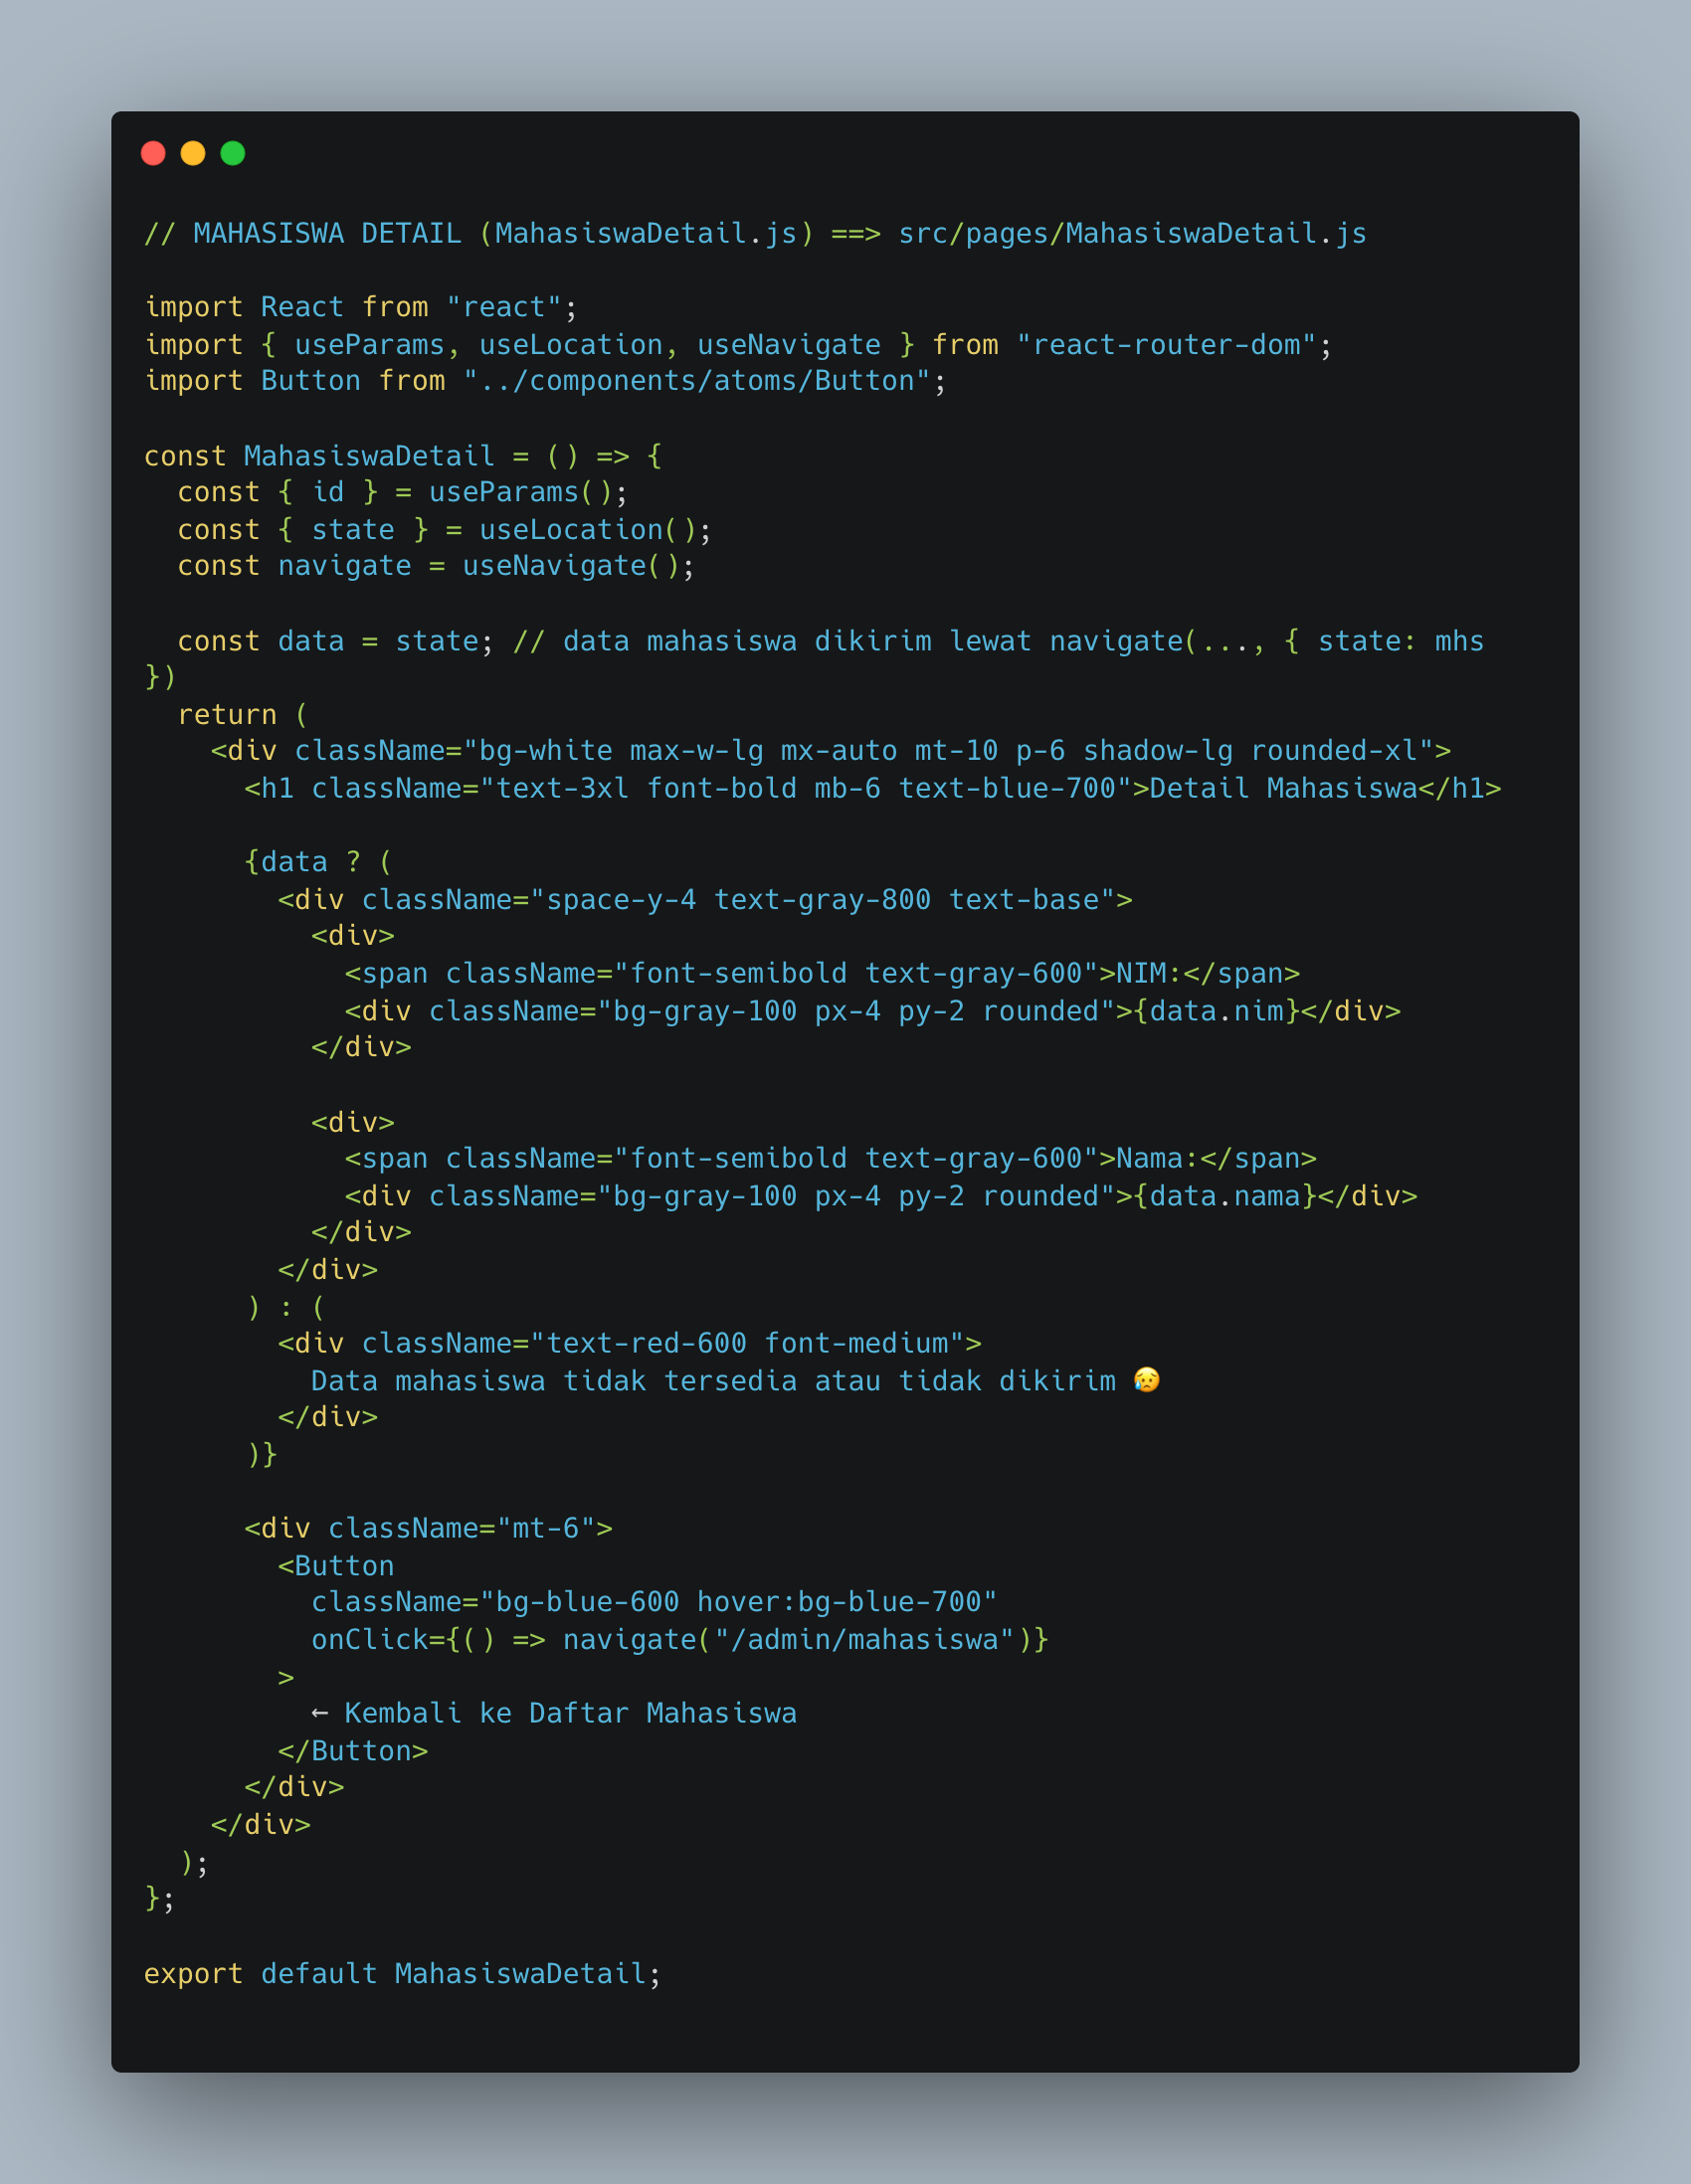 // MAHASISWA DETAIL (MahasiswaDetail.js) ==> src/pages/MahasiswaDetail.js

import React from "react";
import { useParams, useLocation, useNavigate } from "react-router-dom";
import Button from "../components/atoms/Button";

const MahasiswaDetail = () => {
  const { id } = useParams();
  const { state } = useLocation();
  const navigate = useNavigate();

  const data = state; // data mahasiswa dikirim lewat navigate(..., { state: mhs
})
  return (
    <div className="bg-white max-w-lg mx-auto mt-10 p-6 shadow-lg rounded-xl">
      <h1 className="text-3xl font-bold mb-6 text-blue-700">Detail Mahasiswa</h1>

      {data ? (
        <div className="space-y-4 text-gray-800 text-base">
          <div>
            <span className="font-semibold text-gray-600">NIM:</span>
            <div className="bg-gray-100 px-4 py-2 rounded">{data.nim}</div>
          </div>

          <div>
            <span className="font-semibold text-gray-600">Nama:</span>
            <div className="bg-gray-100 px-4 py-2 rounded">{data.nama}</div>
          </div>
        </div>
      ) : (
        <div className="text-red-600 font-medium">
          Data mahasiswa tidak tersedia atau tidak dikirim 😥
        </div>
      )}

      <div className="mt-6">
        <Button
          className="bg-blue-600 hover:bg-blue-700"
          onClick={() => navigate("/admin/mahasiswa")}
        >
          ← Kembali ke Daftar Mahasiswa
        </Button>
      </div>
    </div>
  );
};

export default MahasiswaDetail;